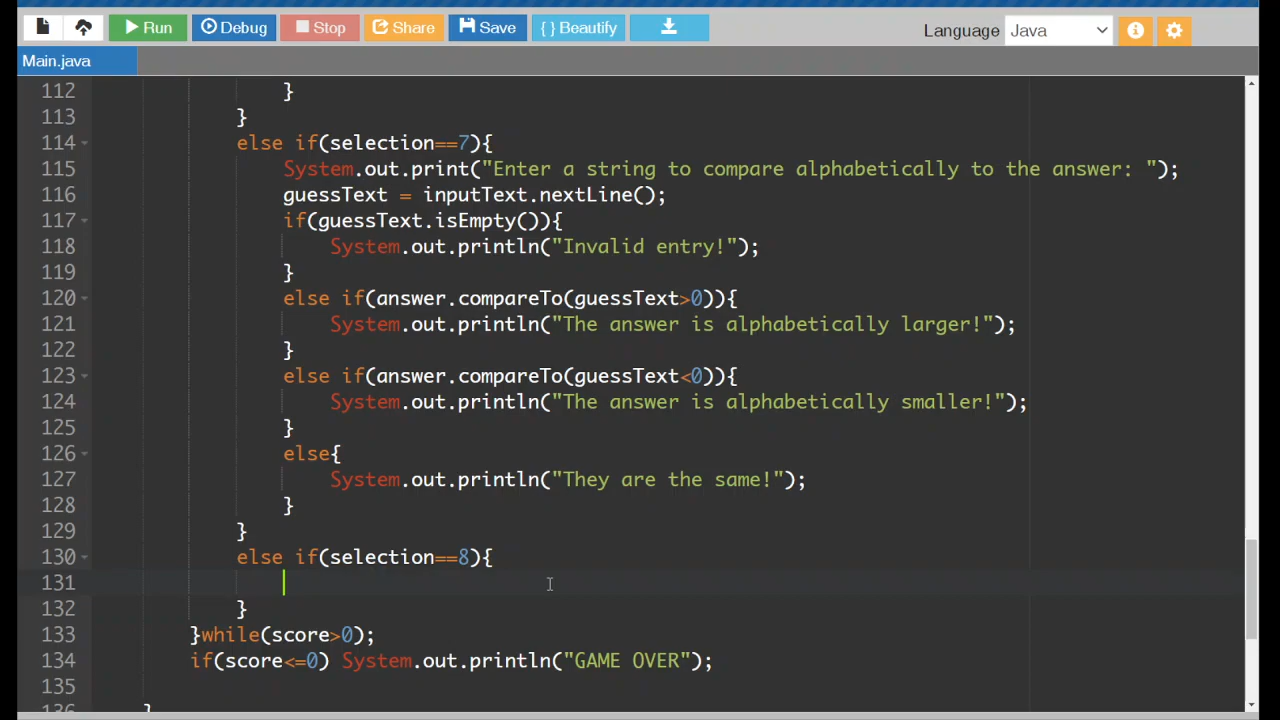 Run Debug Stop Share Save { } Beautify Language Java
Main.java
112 }
113 }
114 else if(selection==7){
115 System.out.print("Enter a string to compare alphabetically to the answer: ");
116 guessText = inputText.nextLine();
117 if(guessText.isEmpty()){
118 System.out.println("Invalid entry!");
119 }
120 else if(answer.compareTo(guessText>0)){
121 System.out.println("The answer is alphabetically larger!");
122 }
123 else if(answer.compareTo(guessText<0)){
124 System.out.println("The answer is alphabetically smaller!");
125 }
126 else{
127 System.out.println("They are the same!");
128 }
129 }
130 else if(selection==8){
131
132 }
133 }while(score>0);
134 if(score<=0) System.out.println("GAME OVER");
135
136 }